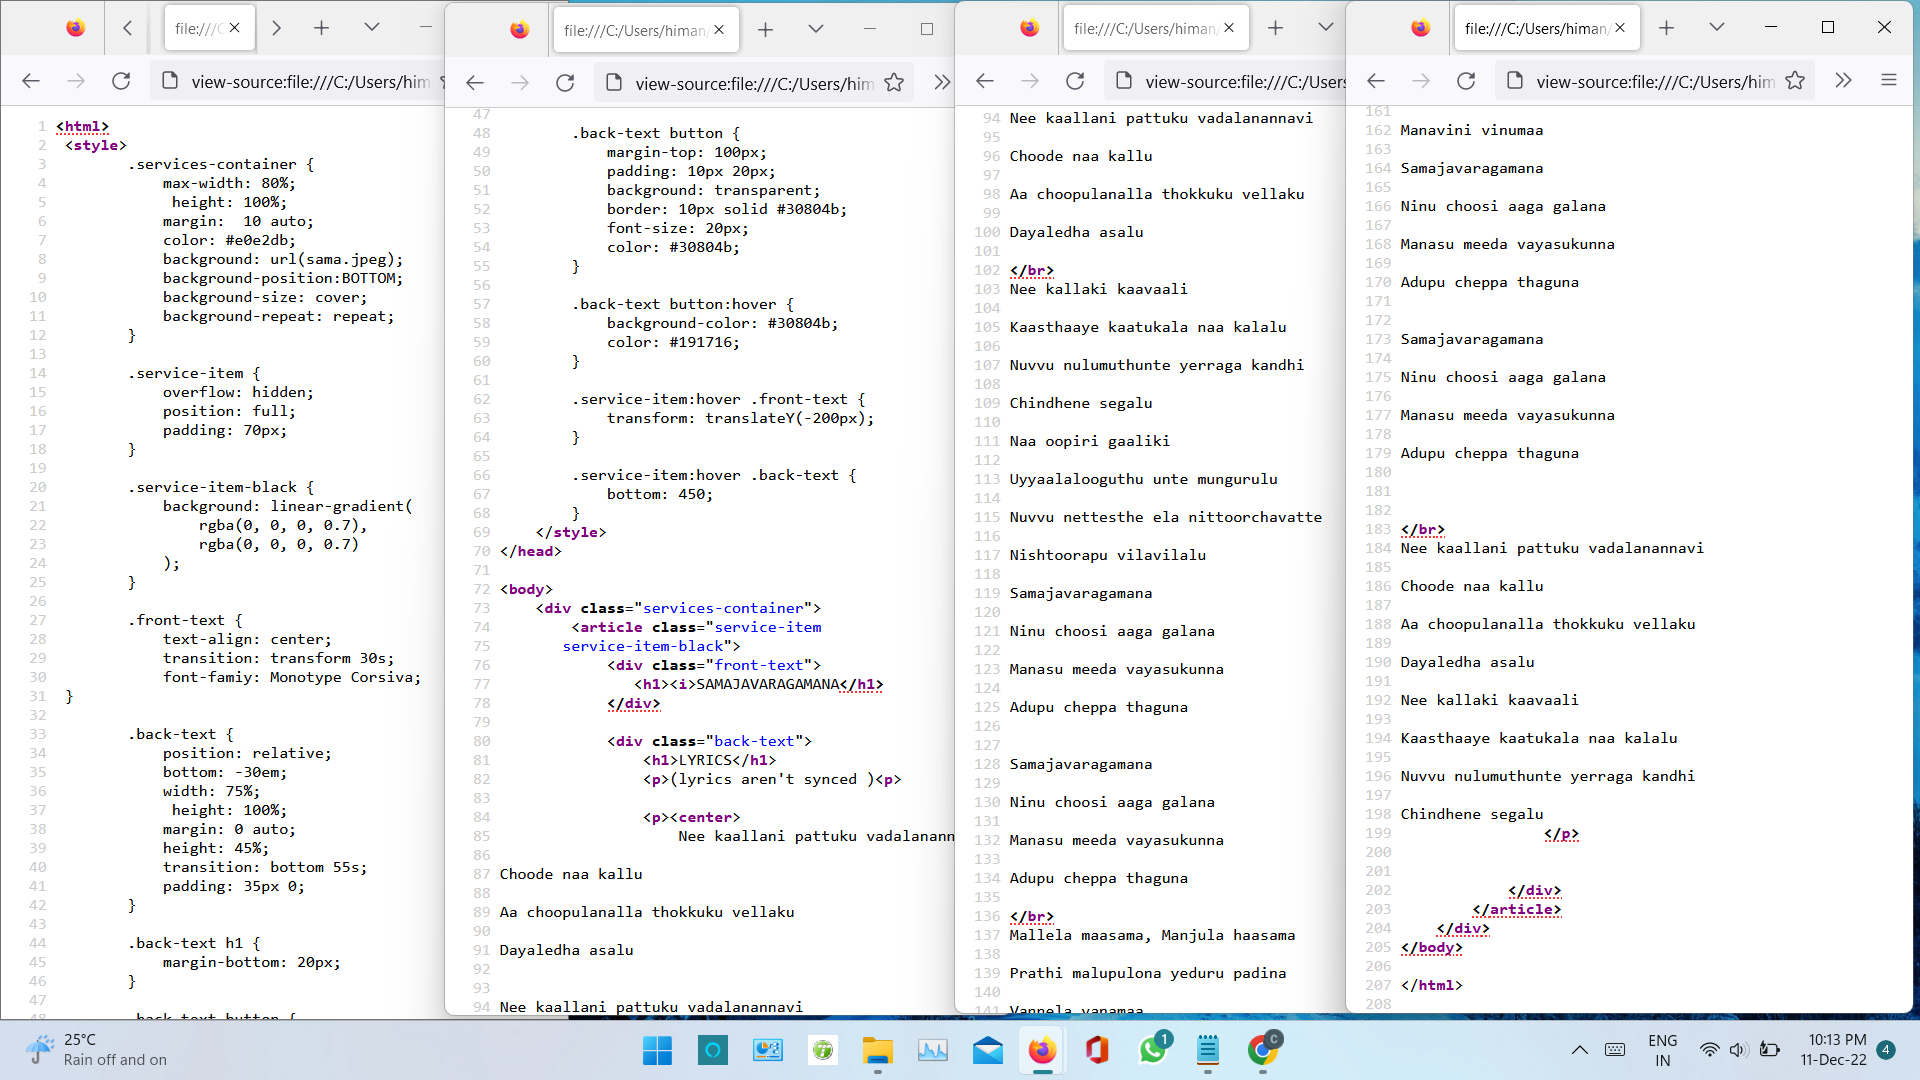 file:///C
file:///C:/Users/himan/
file:///C:/Users/himan/
file:///C:/Users/himan/
view-source:file:///C:/Users/him
view-source:file:///C:/Users/him
view-source:file:///C:/Users
view-source:file:///C:/Users/him
1 <html>
2 <style>
3 .services-container {
4 max-width: 80%;
5 height: 100%;
6 margin:  10 auto;
7 color: #e0e2db;
8 background: url(sama.jpeg);
9 background-position:BOTTOM;
10 background-size: cover;
11 background-repeat: repeat;
12 }
13
14 .service-item {
15 overflow: hidden;
16 position: full;
17 padding: 70px;
18 }
19
20 .service-item-black {
21 background: linear-gradient(
22 rgba(0, 0, 0, 0.7),
23 rgba(0, 0, 0, 0.7)
24 );
25 }
26
27 .front-text {
28 text-align: center;
29 transition: transform 30s;
30 font-famiy: Monotype Corsiva;
31 }
32
33 .back-text {
34 position: relative;
35 bottom: -30em;
36 width: 75%;
37 height: 100%;
38 margin: 0 auto;
39 height: 45%;
40 transition: bottom 55s;
41 padding: 35px 0;
42 }
43
44 .back-text h1 {
45 margin-bottom: 20px;
46 }
47
48 .back-text button {
47
48 .back-text button {
49 margin-top: 100px;
50 padding: 10px 20px;
51 background: transparent;
52 border: 10px solid #30804b;
53 font-size: 20px;
54 color: #30804b;
55 }
56
57 .back-text button:hover {
58 background-color: #30804b;
59 color: #191716;
60 }
61
62 .service-item:hover .front-text {
63 transform: translateY(-200px);
64 }
65
66 .service-item:hover .back-text {
67 bottom: 450;
68 }
69 </style>
70 </head>
71
72 <body>
73 <div class="services-container">
74 <article class="service-item
75 service-item-black">
76 <div class="front-text">
77 <h1><i>SAMAJAVARAGAMANA</h1>
78 </div>
79
80 <div class="back-text">
81 <h1>LYRICS</h1>
82 <p>(lyrics aren't synced )<p>
83
84 <p><center>
85 Nee kaallani pattuku vadalanann
86
87 Choode naa kallu
88
89 Aa choopulanalla thokkuku vellaku
90
91 Dayaledha asalu
92
93
94 Nee kaallani pattuku vadalanannavi
94 Nee kaallani pattuku vadalanannavi
95
96 Choode naa kallu
97
98 Aa choopulanalla thokkuku vellaku
99
100 Dayaledha asalu
101
102 </br>
103 Nee kallaki kaavaali
104
105 Kaasthaaye kaatukala naa kalalu
106
107 Nuvvu nulumuthunte yerraga kandhi
108
109 Chindhene segalu
110
111 Naa oopiri gaaliki
112
113 Uyyaalalooguthu unte mungurulu
114
115 Nuvvu nettesthe ela nittoorchavatte
116
117 Nishtoorapu vilavilalu
118
119 Samajavaragamana
120
121 Ninu choosi aaga galana
122
123 Manasu meeda vayasukunna
124
125 Adupu cheppa thaguna
126
127
128 Samajavaragamana
129
130 Ninu choosi aaga galana
131
132 Manasu meeda vayasukunna
133
134 Adupu cheppa thaguna
135
136 </br>
137 Mallela maasama, Manjula haasama
138
139 Prathi malupulona yeduru padina
140
141 Vennela vanamaa
161
162 Manavini vinumaa
163
164 Samajavaragamana
165
166 Ninu choosi aaga galana
167
168 Manasu meeda vayasukunna
169
170 Adupu cheppa thaguna
171
172
173 Samajavaragamana
174
175 Ninu choosi aaga galana
176
177 Manasu meeda vayasukunna
178
179 Adupu cheppa thaguna
180
181
182
183 </br>
184 Nee kaallani pattuku vadalanannavi
185
186 Choode naa kallu
187
188 Aa choopulanalla thokkuku vellaku
189
190 Dayaledha asalu
191
192 Nee kallaki kaavaali
193
194 Kaasthaaye kaatukala naa kalalu
195
196 Nuvvu nulumuthunte yerraga kandhi
197
198 Chindhene segalu
199 </p>
200
201
202 </div>
203 </article>
204 </div>
205 </body>
206
207 </html>
208
25°C
Rain off and on
1
C
ENG
IN
10:13 PM
11-Dec-22
4